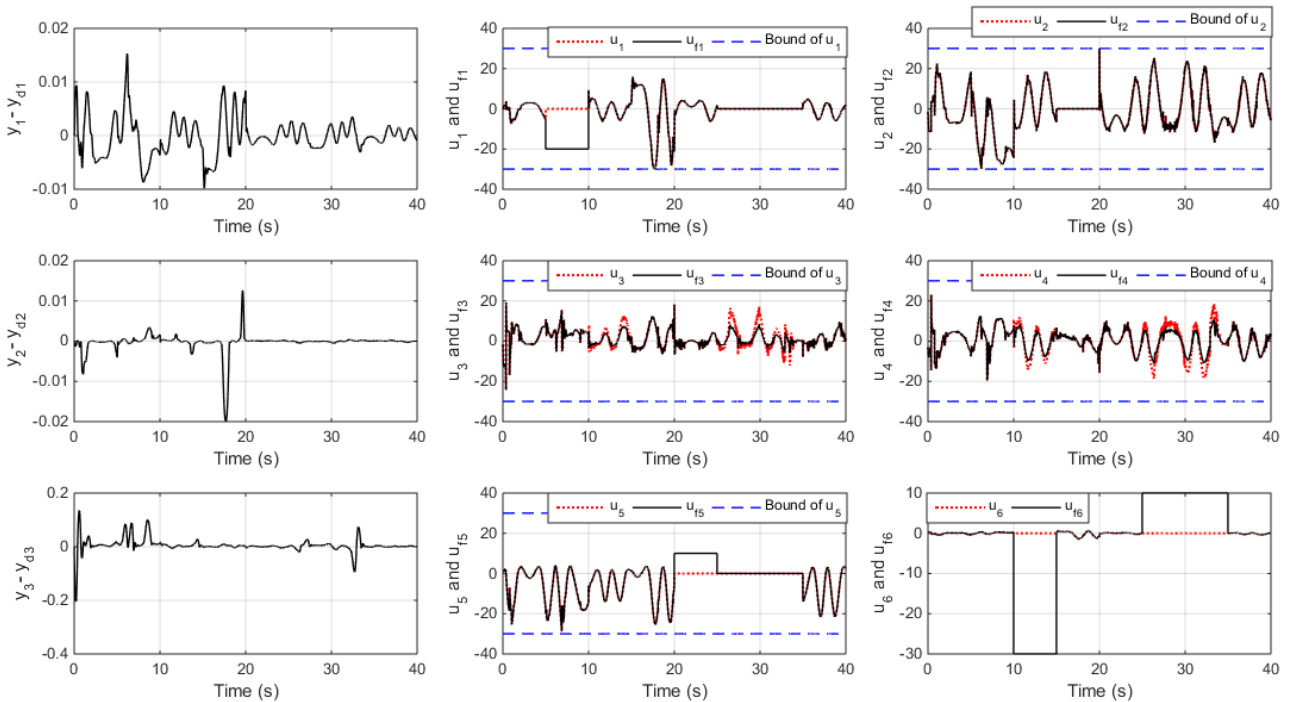 0.02
0.01
0
-0.01
y1- yd1
0 10 20 30 40
Time (s)
u1 uf1 Bound of u1
40
20
0
-20
-40
u1 and uf1
0 10 20 30 40
Time (s)
u2 uf2 Bound of u2
40
20
0
-20
-40
u2 and uf2
0 10 20 30 40
Time (s)
0.02
0.01
0
-0.01
0.02
y2- yd2
0 10 20 30 40
Time (s)
u3 uf3 Bound of u3
40
20
0
-20
-40
u3 and uf3
0 10 20 30 40
Time (s)
u4 uf4 Bound of u4
40
20
0
-20
-40
u4 and uf4
0 10 20 30 40
Time (s)
0.2
0
-0.2
-0.4
y3- yd3
0 10 20 30 40
Time (s)
u5 uf5 Bound of u5
40
20
0
-20
-40
u5 and uf5
0 10 20 30 40
Time (s)
u6 uf6
10
0
-10
-20
-30
u6 and uf6
0 10 20 30 40
Time (s)